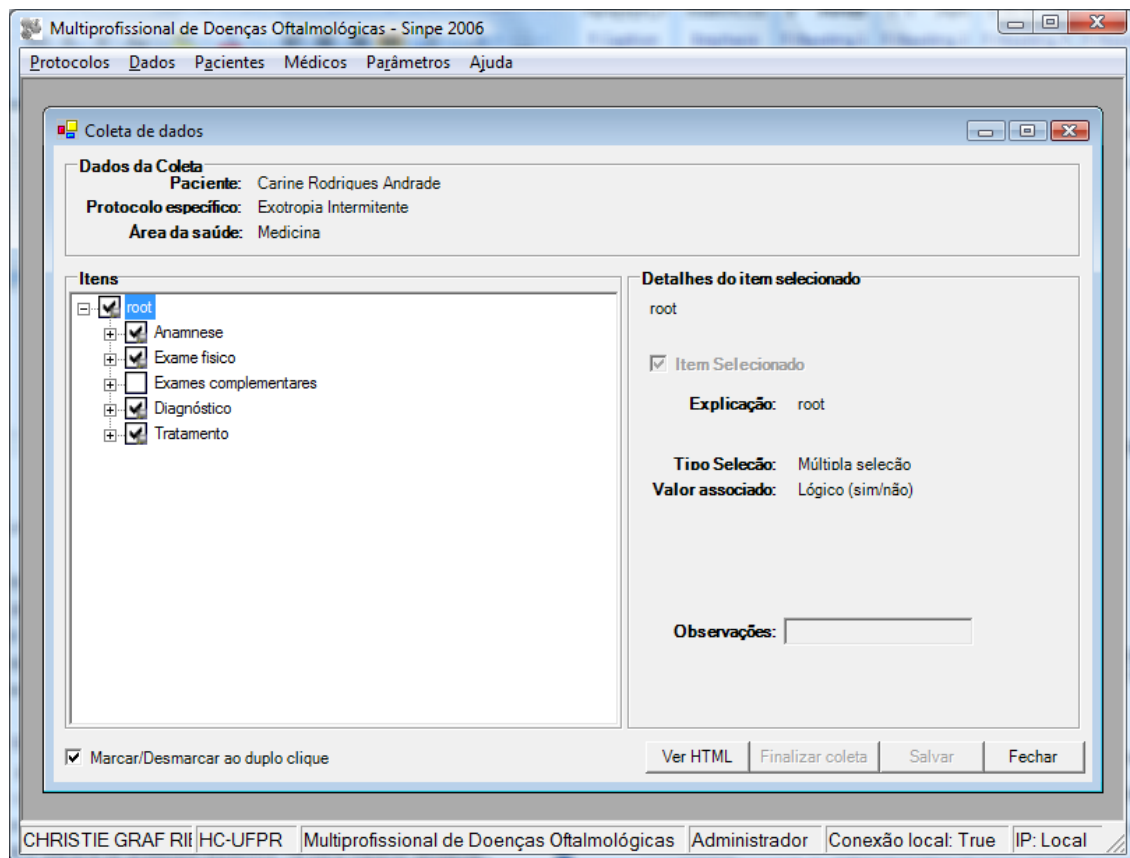 Multiprofissional de Doenças Oftalmológicas - Sinpe 2006
Protocolos Dados Pacientes Médicos Parâmetros Ajuda
Coleta de dados
Dados da Coleta
Paciente: Carine Rodrigues Andrade
Protocolo específico: Exotropia Intermitente
Área da saúde: Medicina
Itens
root
Anamnese
Exame fisico
Exames complementares
Diagnóstico
Tratamento
Detalhes do item selecionado
root
Item Selecionado
Explicação: root
Tipo Seleção: Múltipla seleção
Valor associado: Lógico (sim/não)
Observações:
Marcar/Desmarcar ao duplo clique
Ver HTML Finalizar coleta Salvar Fechar
CHRISTIE GRAF RIE HC-UFPR Multiprofissional de Doenças Oftalmológicas Administrador Conexão local: True IP: Local